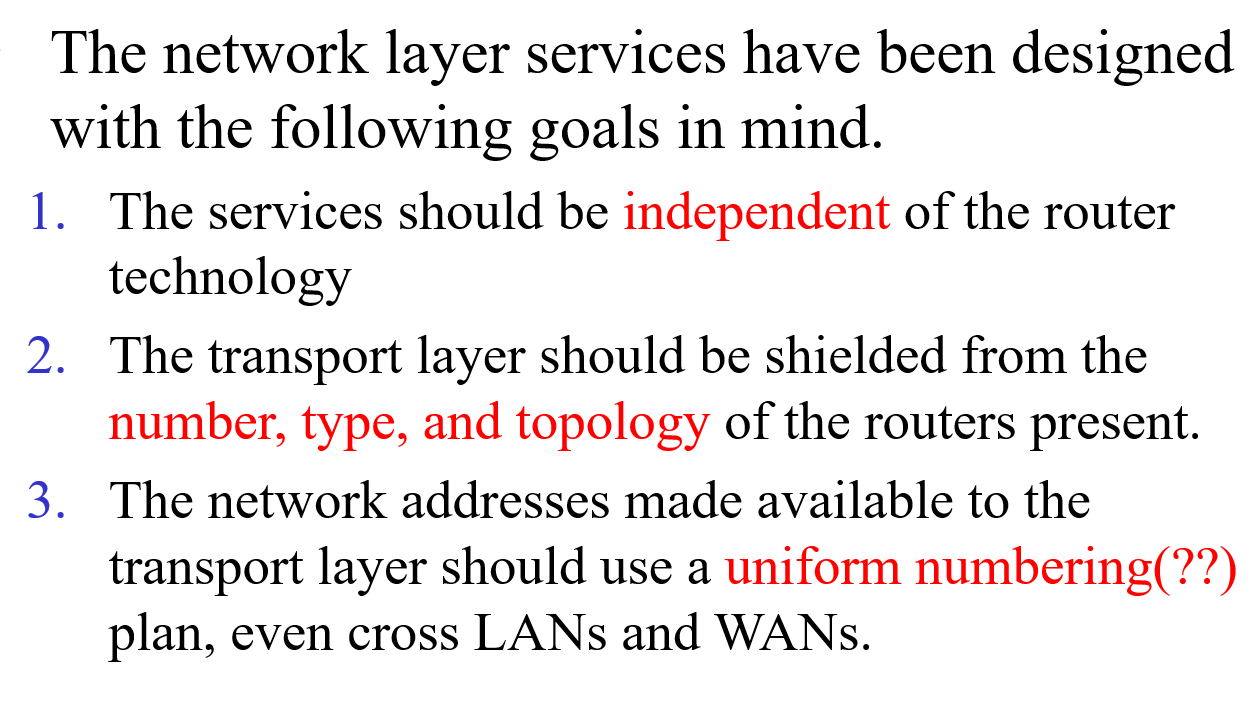 The network layer services have been designed
with the following goals in mind.
1. The services should be independent of the router
technology
2. The transport layer should be shielded from the
number, type, and topology of the routers present.
3. The network addresses made available to the
transport layer should use a uniform numbering(??)
plan, even cross LANs and WANs.